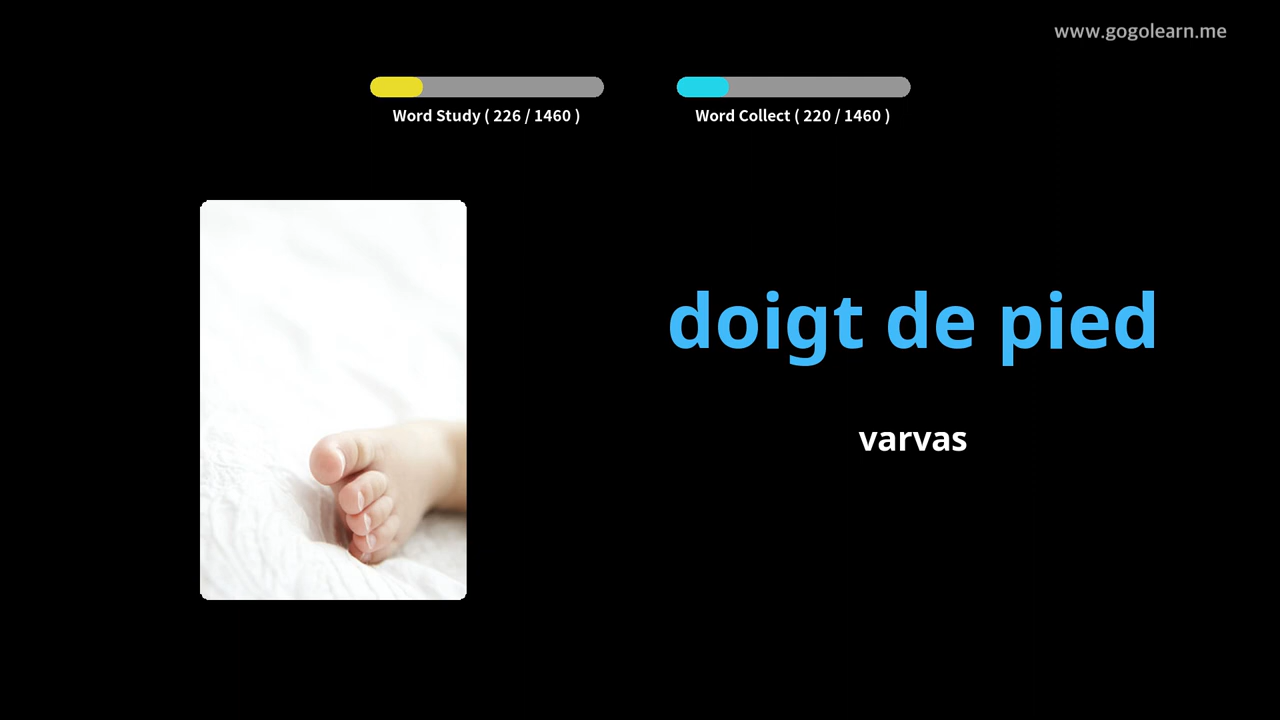 www.gogolearn.me
Word Study ( 226 / 1460 )
Word Collect ( 220 / 1460 )
doigt de pied
varvas